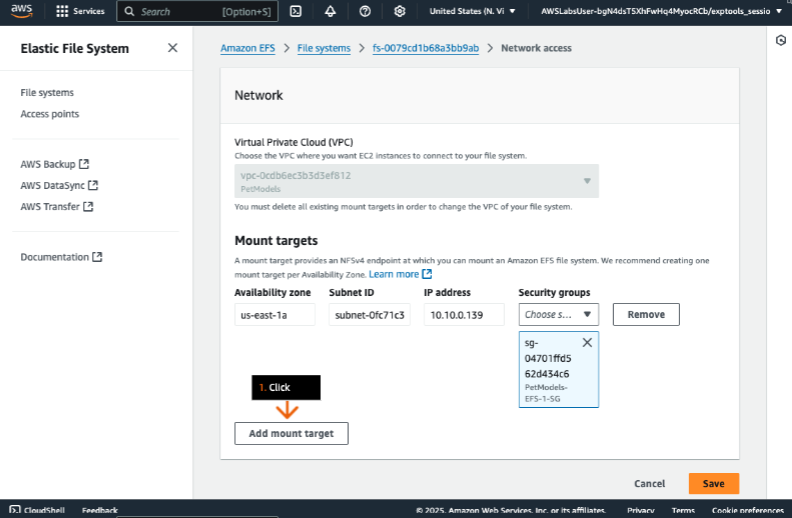 aws
Services
Search
[Option+S]
United States (N. Vi
AWSLabsUser-bgN4dsT5XhFwHq4MyocRCb/exptools_sessio
Elastic File System
Amazon EFS
File systems
fs-0079cd1b68a3bb9ab
Network access
File systems
Access points
AWS Backup
AWS DataSync
AWS Transfer
Documentation
Network
Virtual Private Cloud (VPC)
Choose the VPC where you want EC2 instances to connect to your file system.
vpc-0cdb6ec3b3d3ef812
PetModels
You must delete all existing mount targets in order to change the VPC of your file system.
Mount targets
A mount target provides an NFSv4 endpoint at which you can mount an Amazon EFS file system. We recommend creating one
mount target per Availability Zone. Learn more
Availability zone
Subnet ID
IP address
Security groups
us-east-1a
subnet-0fc71c3
10.10.0.139
Choose s...
Remove
sg-
04701ffd5
62d434c6
PetModels-
EFS-1-SG
1. Click
Add mount target
Cancel
Save
CloudShell
Feedback
© 2025, Amazon Web Services, Inc. or its affiliates.
Privacy
Terms
Cookie preferences